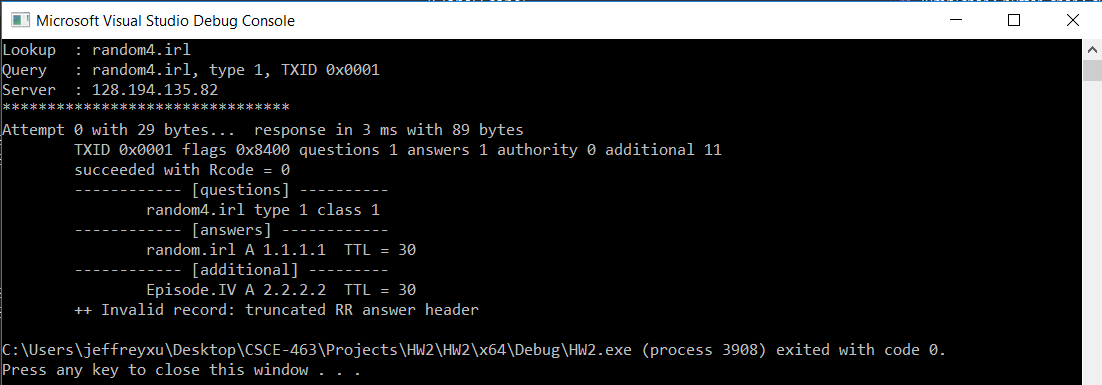 Microsoft Visual Studio Debug Console
Lookup  : random4.irl
Query   : random4.irl, type 1, TXID 0x0001
Server  : 128.194.135.82
********************************
Attempt 0 with 29 bytes...  response in 3 ms with 89 bytes
        TXID 0x0001 flags 0x8400 questions 1 answers 1 authority 0 additional 11
        succeeded with Rcode = 0
        ------------ [questions] ----------
                random4.irl type 1 class 1
        ------------ [answers] ------------
                random.irl A 1.1.1.1  TTL = 30
        ------------ [additional] ---------
                Episode.IV A 2.2.2.2  TTL = 30
        ++ Invalid record: truncated RR answer header
C:\Users\jeffreyxu\Desktop\CSCE-463\Projects\HW2\HW2\x64\Debug\HW2.exe (process 3908) exited with code 0.
Press any key to close this window . . .